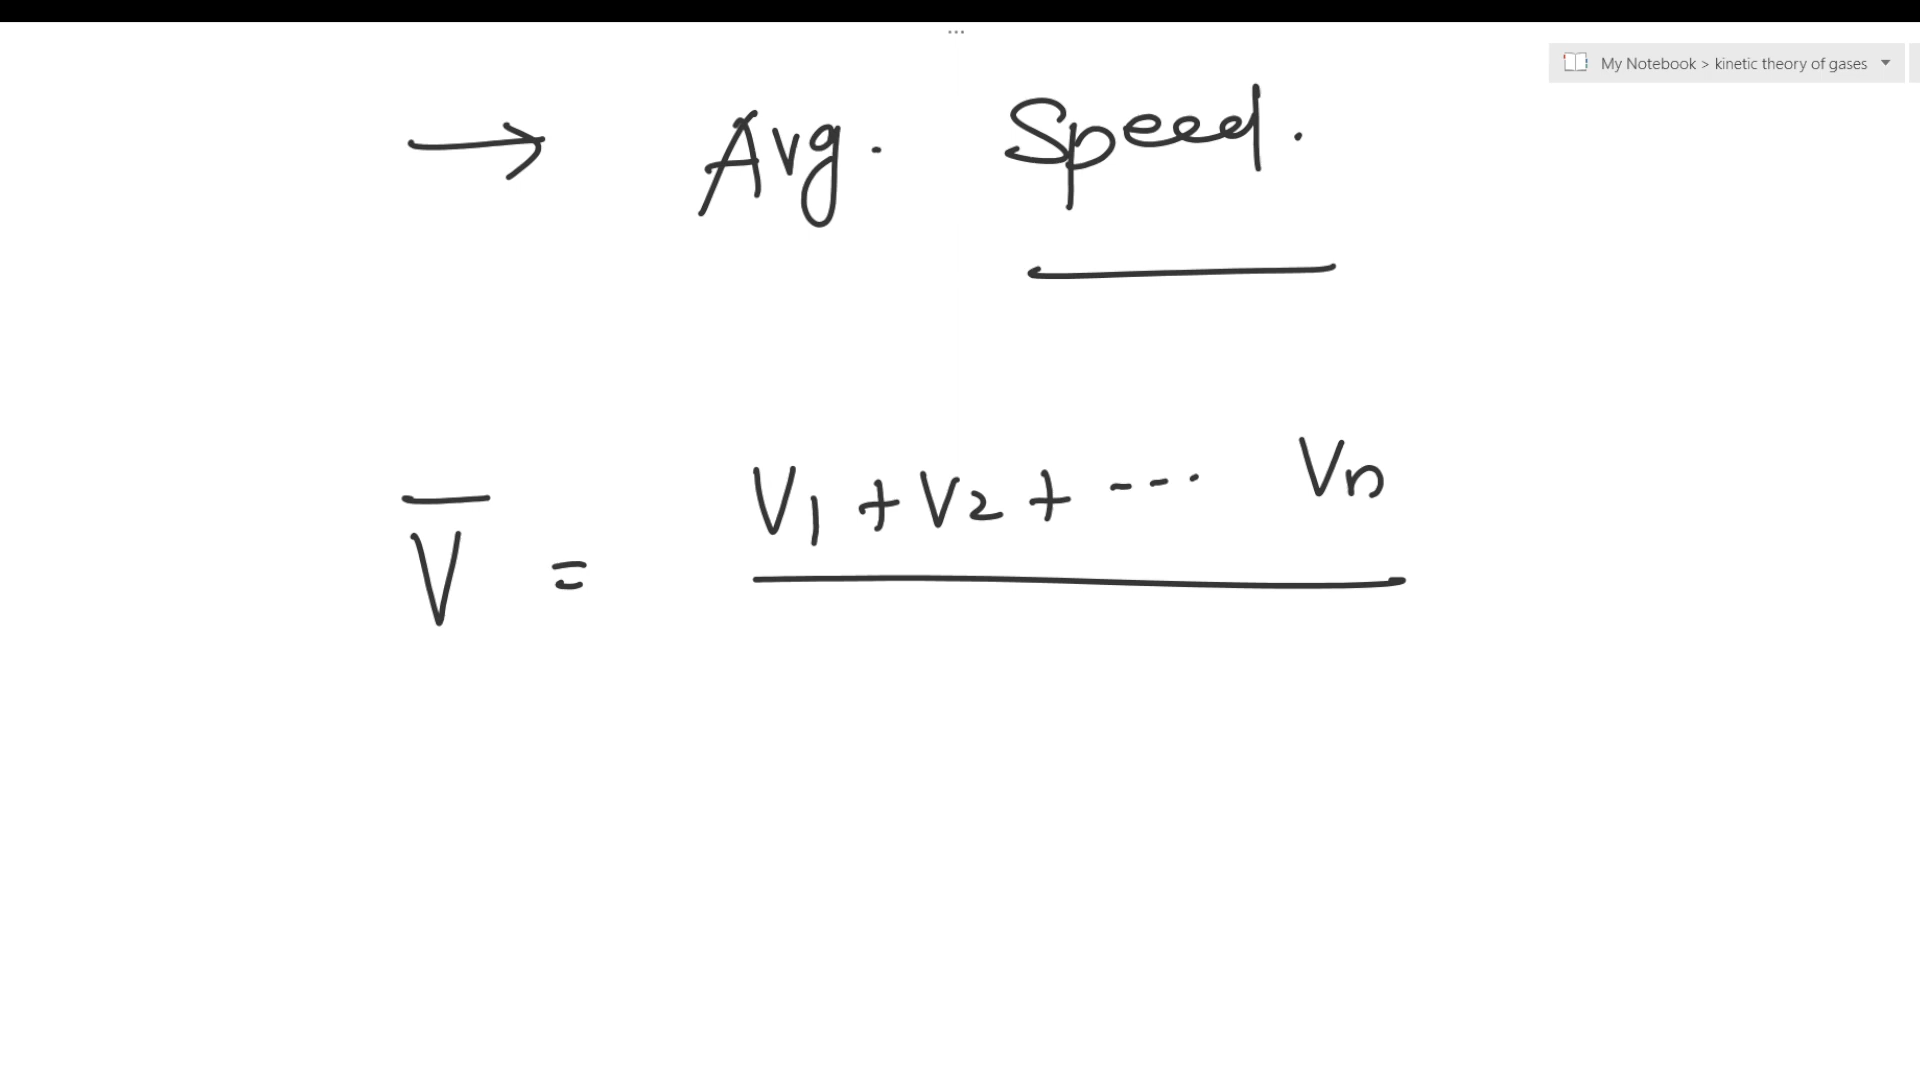 My Notebook > kinetic theory of gases
→ Avg. Speed.
V̅ = V1 + V2 + --- Vn